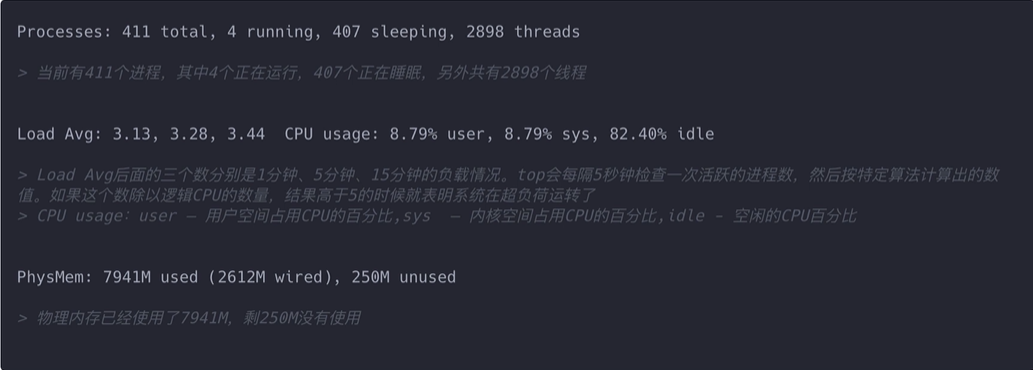 Processes: 411 total, 4 running, 407 sleeping, 2898 threads
> 当前有411个进程，其中4个正在运行，407个正在睡眠，另外共有2898个线程
Load Avg: 3.13, 3.28, 3.44  CPU usage: 8.79% user, 8.79% sys, 82.40% idle
> Load Avg后面的三个数分别是1分钟、5分钟、15分钟的负载情况。top会每隔5秒钟检查一次活跃的进程数，然后按特定算法计算出的数
值。如果这个数除以逻辑CPU的数量，结果高于5的时候就表明系统在超负荷运转了
> CPU usage：user – 用户空间占用CPU的百分比,sys  – 内核空间占用CPU的百分比,idle - 空闲的CPU百分比
PhysMem: 7941M used (2612M wired), 250M unused
> 物理内存已经使用了7941M，剩250M没有使用